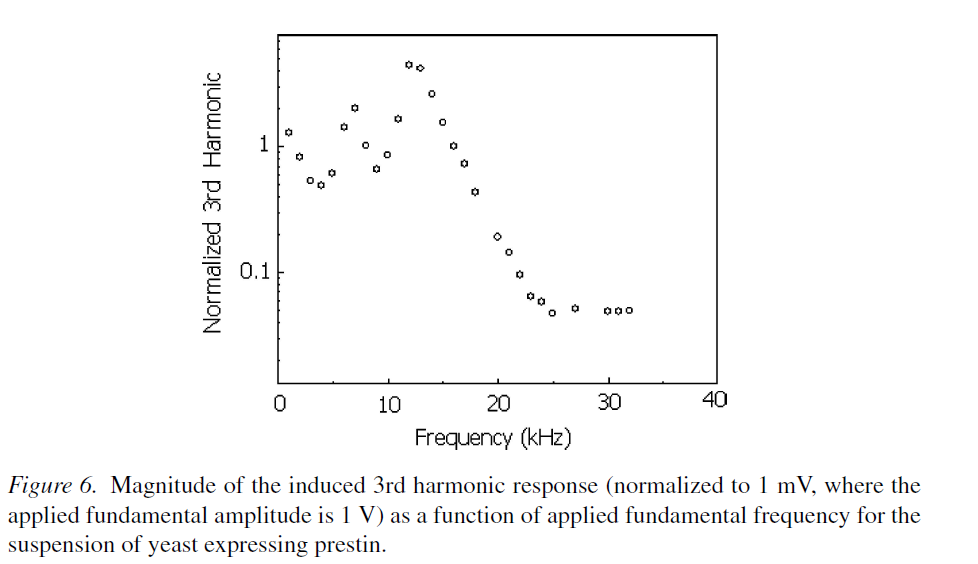 Normalized 3rd Harmonic
1
0.1
0
10
20
30
40
Frequency (kHz)
Figure 6. Magnitude of the induced 3rd harmonic response (normalized to 1 mV, where the
applied fundamental amplitude is 1 V) as a function of applied fundamental frequency for the
suspension of yeast expressing prestin.